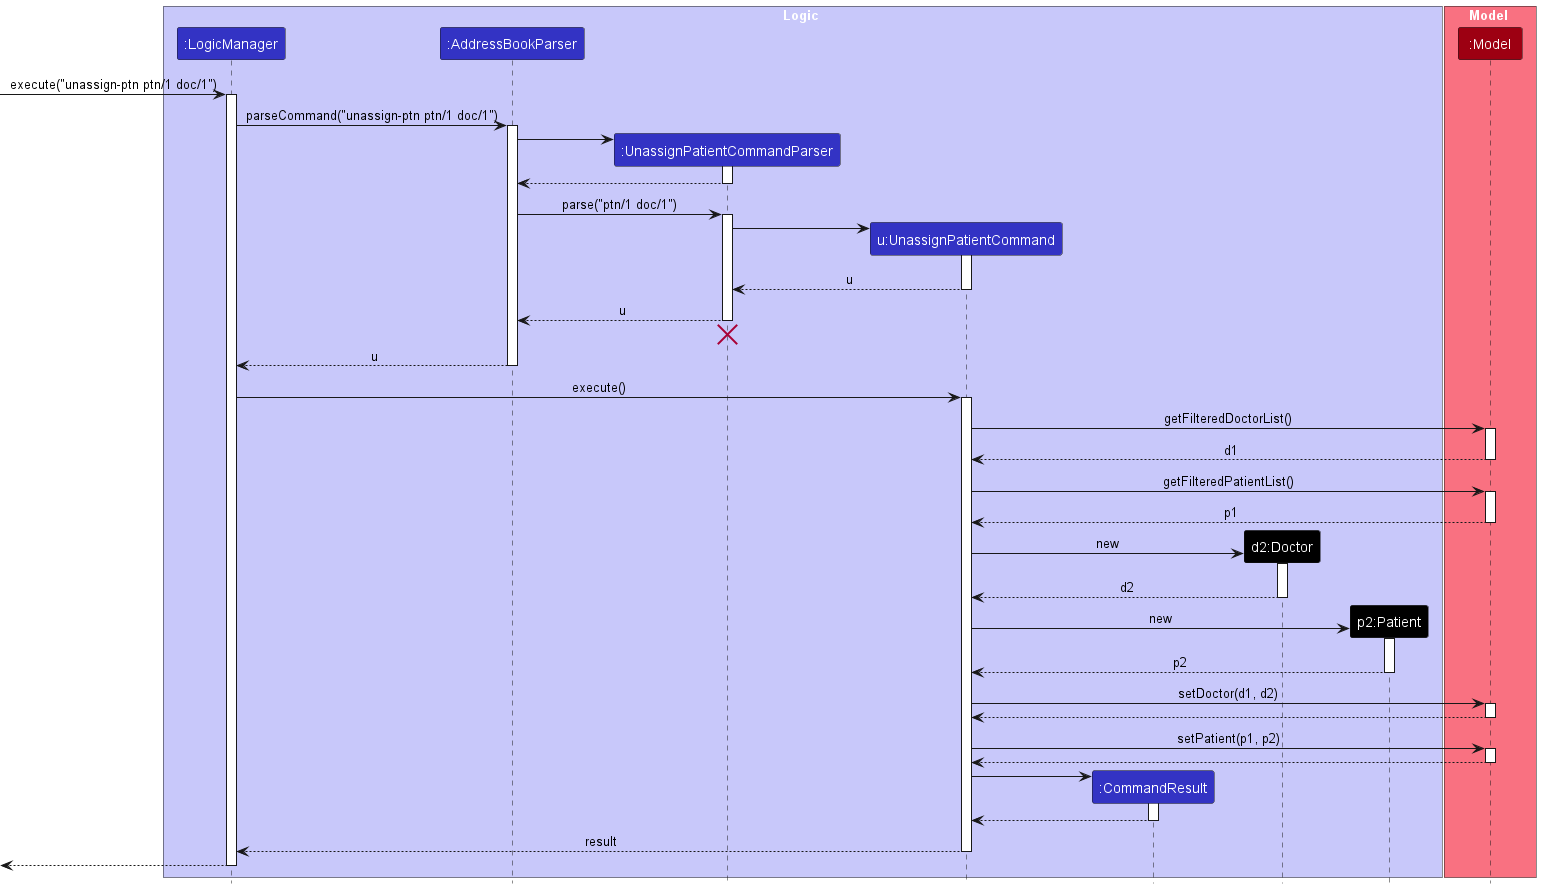 Logic
Model
:LogicManager
:AddressBookParser
:Model
execute("unassign-ptn ptn/1 doc/1")
parseCommand("unassign-ptn ptn/1 doc/1")
:UnassignPatientCommandParser
parse("ptn/1 doc/1")
u:UnassignPatientCommand
u
u
u
execute()
getFilteredDoctorList()
d1
getFilteredPatientList()
p1
new
d2:Doctor
d2
new
p2:Patient
p2
setDoctor(d1, d2)
setPatient(p1, p2)
:CommandResult
result